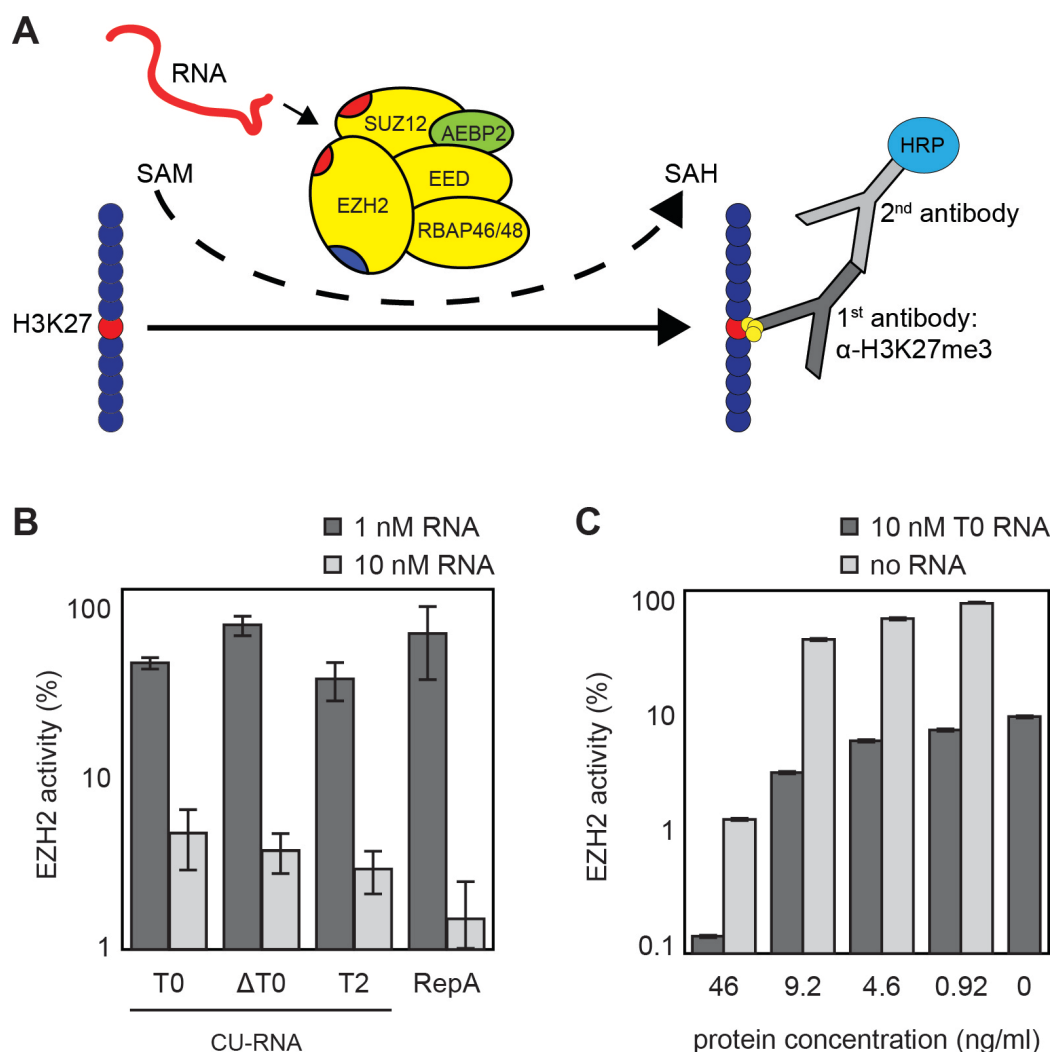 A
RNA
SUZ12
AEBP2
HRP
SAM
EED
SAH
EZH2
RBAP46/48
2nd antibody
H3K27
1st antibody:
α-H3K27me3
B
1 nM RNA
10 nM RNA
EZH2 activity (%)
100
10
1
T0
ΔT0
T2
RepA
CU-RNA
C
10 nM T0 RNA
no RNA
EZH2 activity (%)
100
10
1
0.1
46
9.2
4.6
0.92
0
protein concentration (ng/ml)